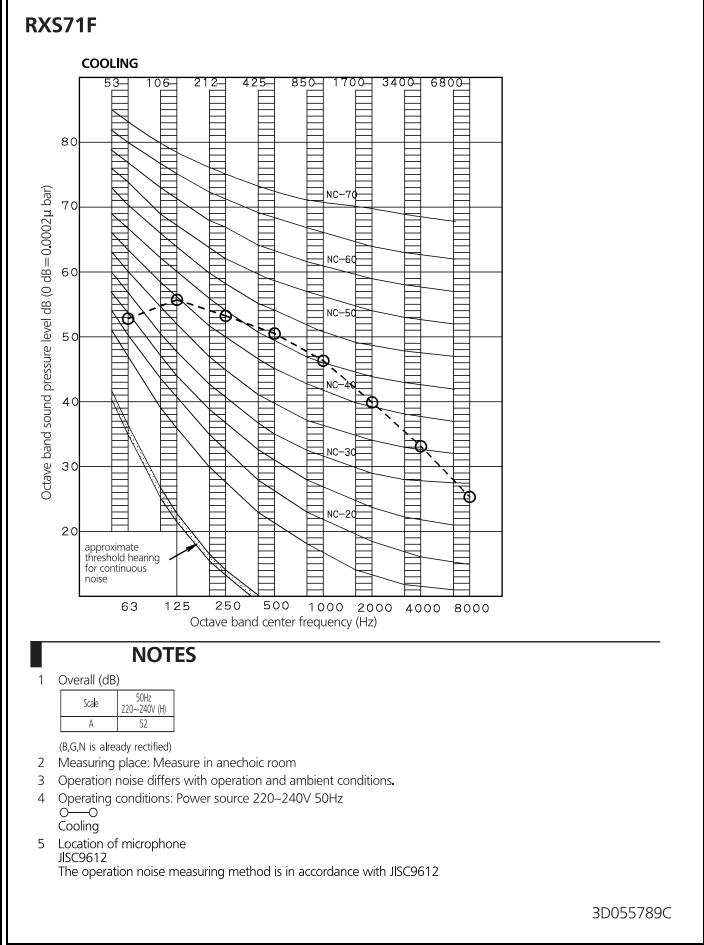 RXS71F
COOLING
53 106 212 425 850 1700 3400 6800
80
70
60
50
40
30
20
Octave band sound pressure level dB (0 dB = 0.0002μ bar)
NC-70
NC-60
NC-50
NC-40
NC-30
NC-20
approximate
threshold hearing
for continuous
noise
63 125 250 500 1000 2000 4000 8000
Octave band center frequency (Hz)
NOTES
1 Overall (dB)
Scale 50Hz
220~240V (H)
A 52
(B,G,N is already rectified)
2 Measuring place: Measure in anechoic room
3 Operation noise differs with operation and ambient conditions.
4 Operating conditions: Power source 220~240V 50Hz
Cooling
5 Location of microphone
JISC9612
The operation noise measuring method is in accordance with JISC9612
3D055789C